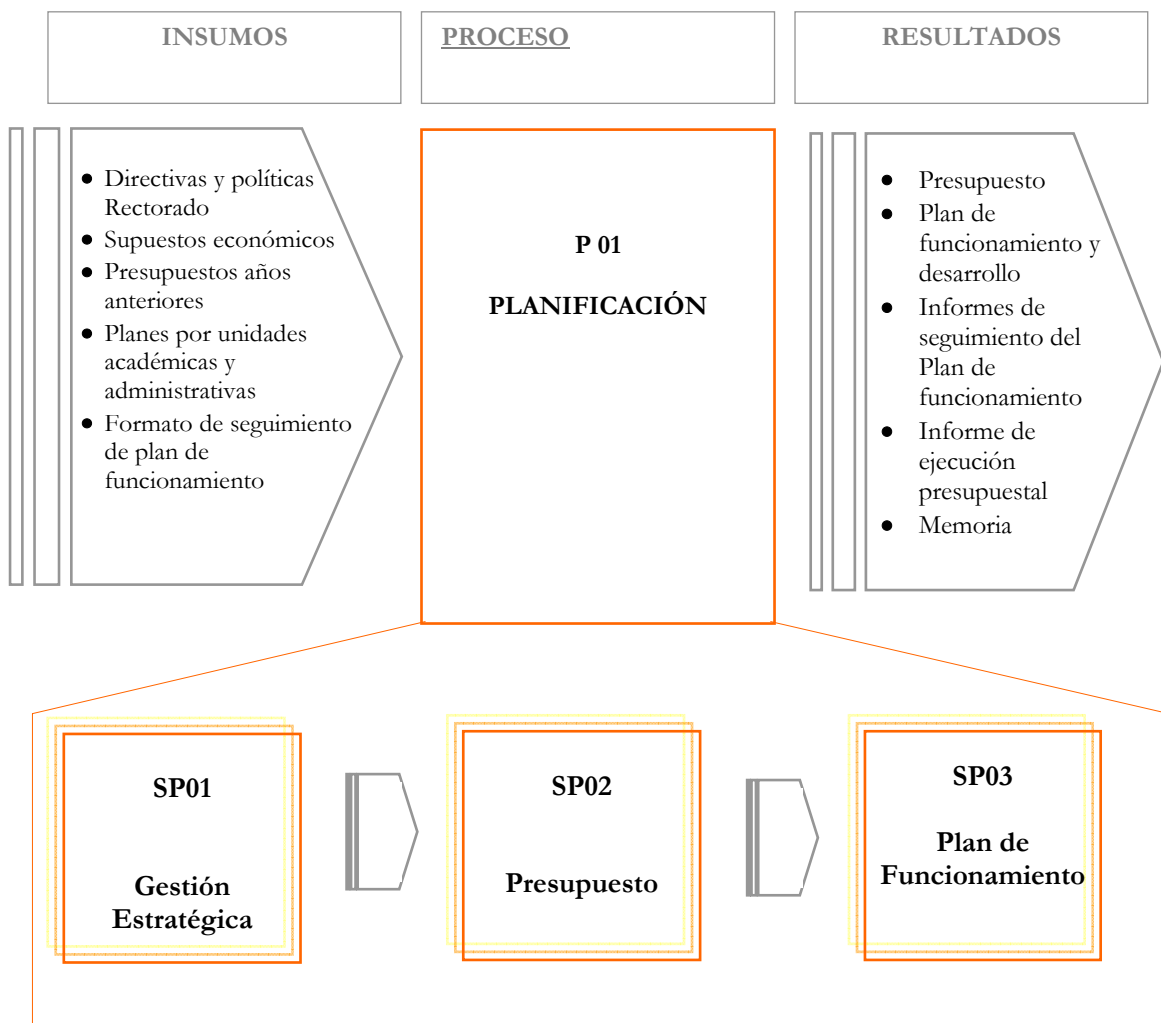 INSUMOS
PROCESO
RESULTADOS
● Directivas y políticas
Rectorado
● Supuestos económicos
● Presupuestos años
anteriores
● Planes por unidades
académicas y
administrativas
● Formato de seguimiento
de plan de
funcionamiento
P 01
PLANIFICACIÓN
● Presupuesto
● Plan de
funcionamiento y
desarrollo
● Informes de
seguimiento del
Plan de
funcionamiento
● Informe de
ejecución
presupuestal
● Memoria
SP01
Gestión
Estratégica
SP02
Presupuesto
SP03
Plan de
Funcionamiento